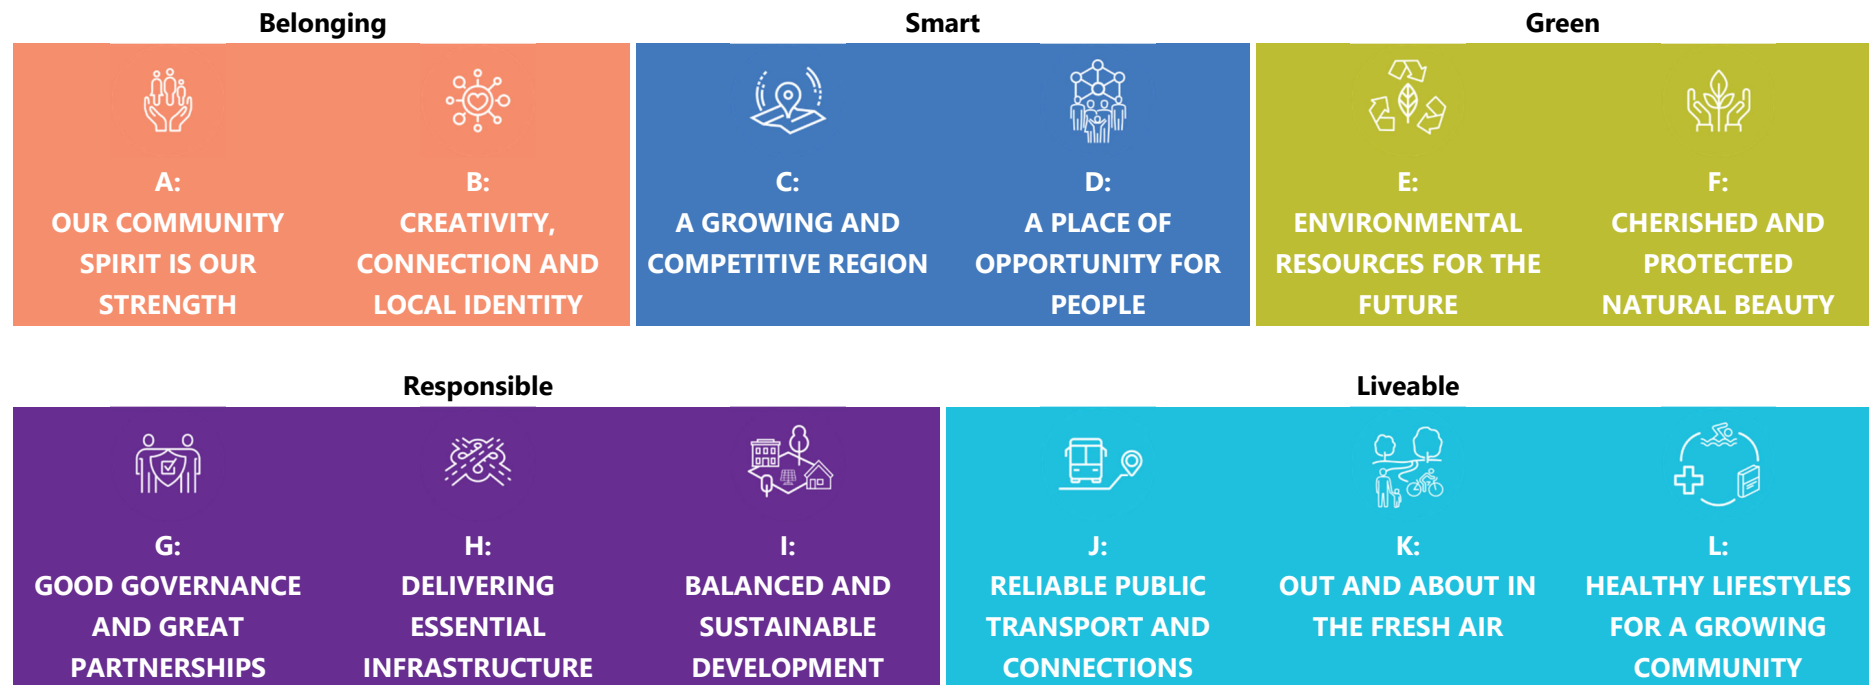 Belonging
A:
OUR COMMUNITY
SPIRIT IS OUR
STRENGTH
B:
CREATIVITY,
CONNECTION AND
LOCAL IDENTITY
Smart
C:
A GROWING AND
COMPETITIVE REGION
D:
A PLACE OF
OPPORTUNITY FOR
PEOPLE
Green
E:
ENVIRONMENTAL
RESOURCES FOR THE
FUTURE
F:
CHERISHED AND
PROTECTED
NATURAL BEAUTY
Responsible
G:
GOOD GOVERNANCE
AND GREAT
PARTNERSHIPS
H:
DELIVERING
ESSENTIAL
INFRASTRUCTURE
I:
BALANCED AND
SUSTAINABLE
DEVELOPMENT
Liveable
J:
RELIABLE PUBLIC
TRANSPORT AND
CONNECTIONS
K:
OUT AND ABOUT IN
THE FRESH AIR
L:
HEALTHY LIFESTYLES
FOR A GROWING
COMMUNITY